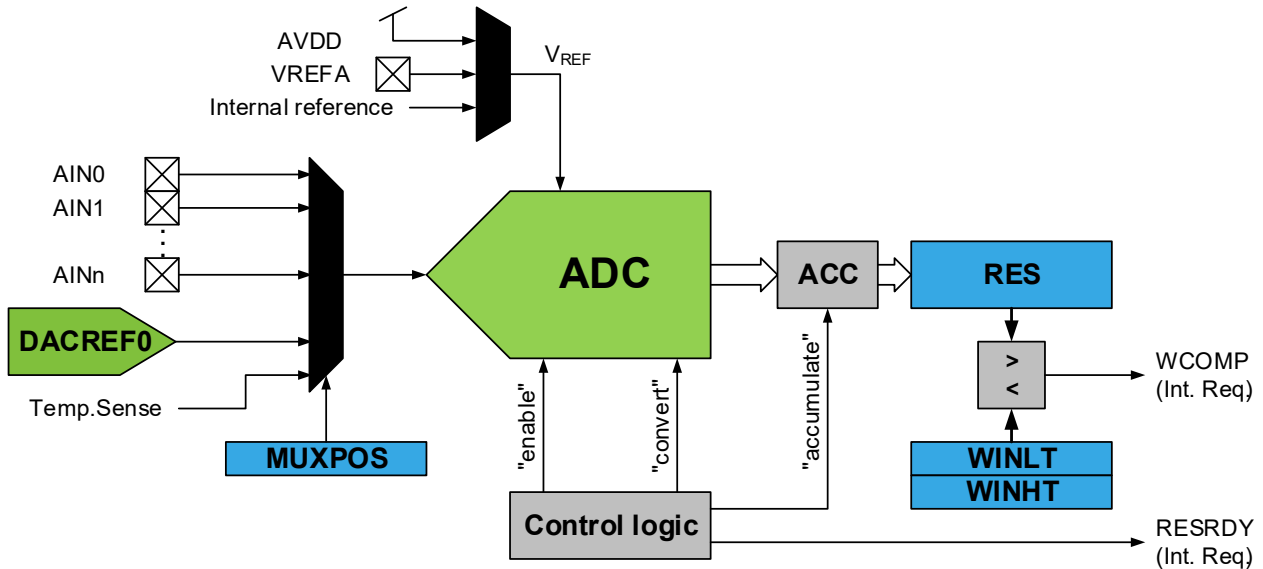 AVDD
VREFA
Internal reference
VREF
AIN0
AIN1
AINn
DACREF0
Temp.Sense
MUXPOS
ADC
ACC
RES
"enable"
"convert"
"accumulate"
>
<
WCOMP
(Int. Req)
WINLT
WINHT
Control logic
RESRDY
(Int. Req)